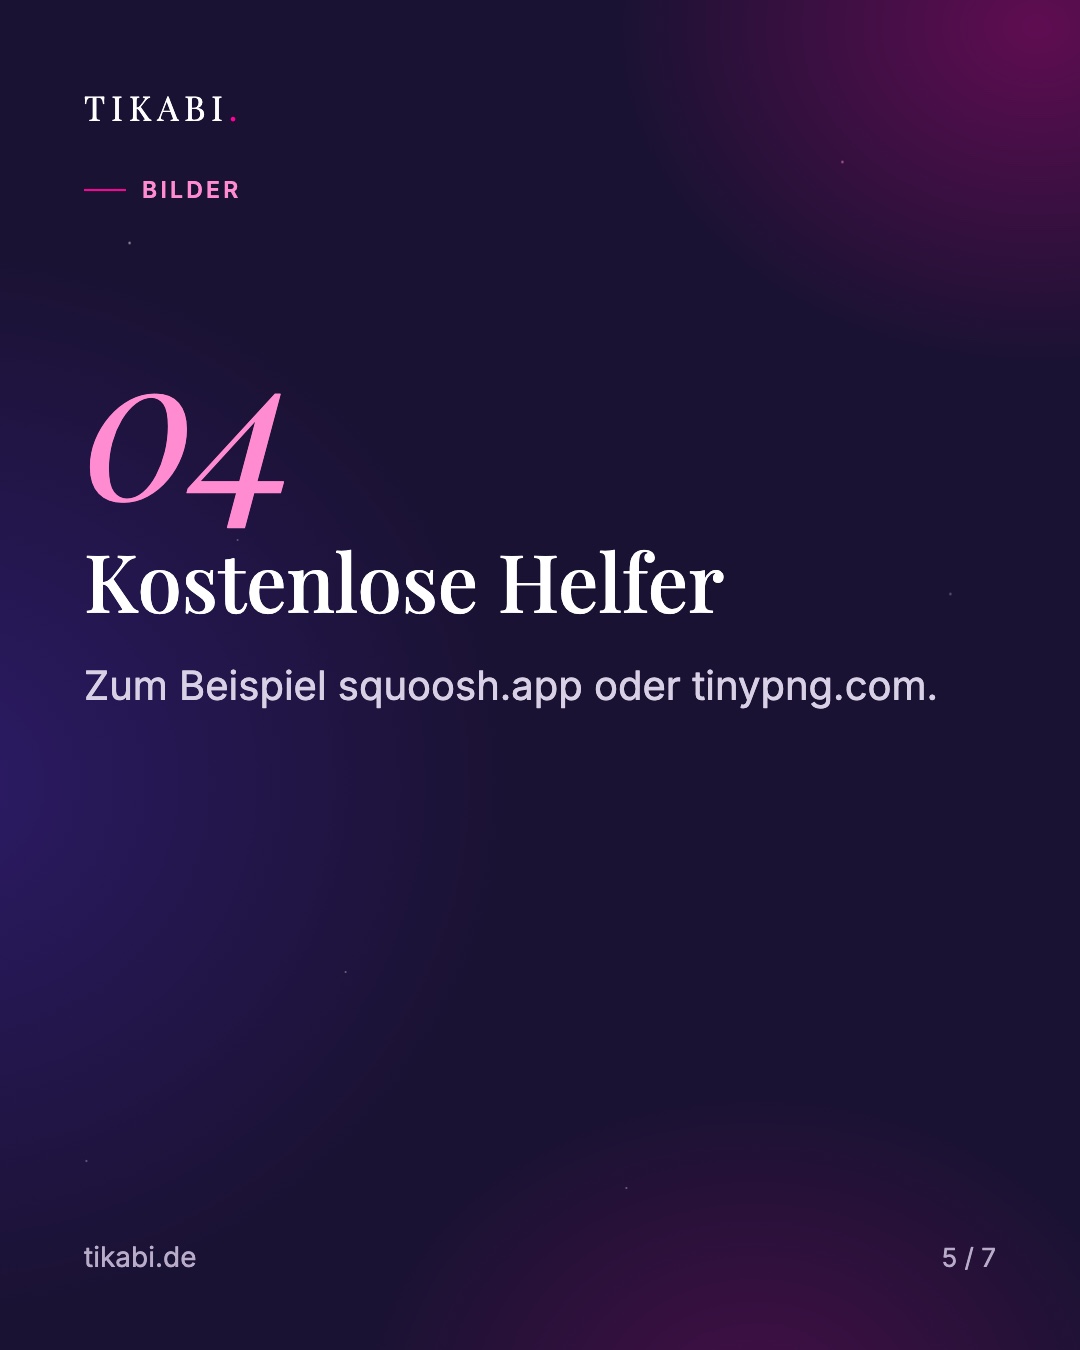 TIKABI.
BILDER
04
Kostenlose Helfer
Zum Beispiel squoosh.app oder tinypng.com.
tikabi.de
5 / 7